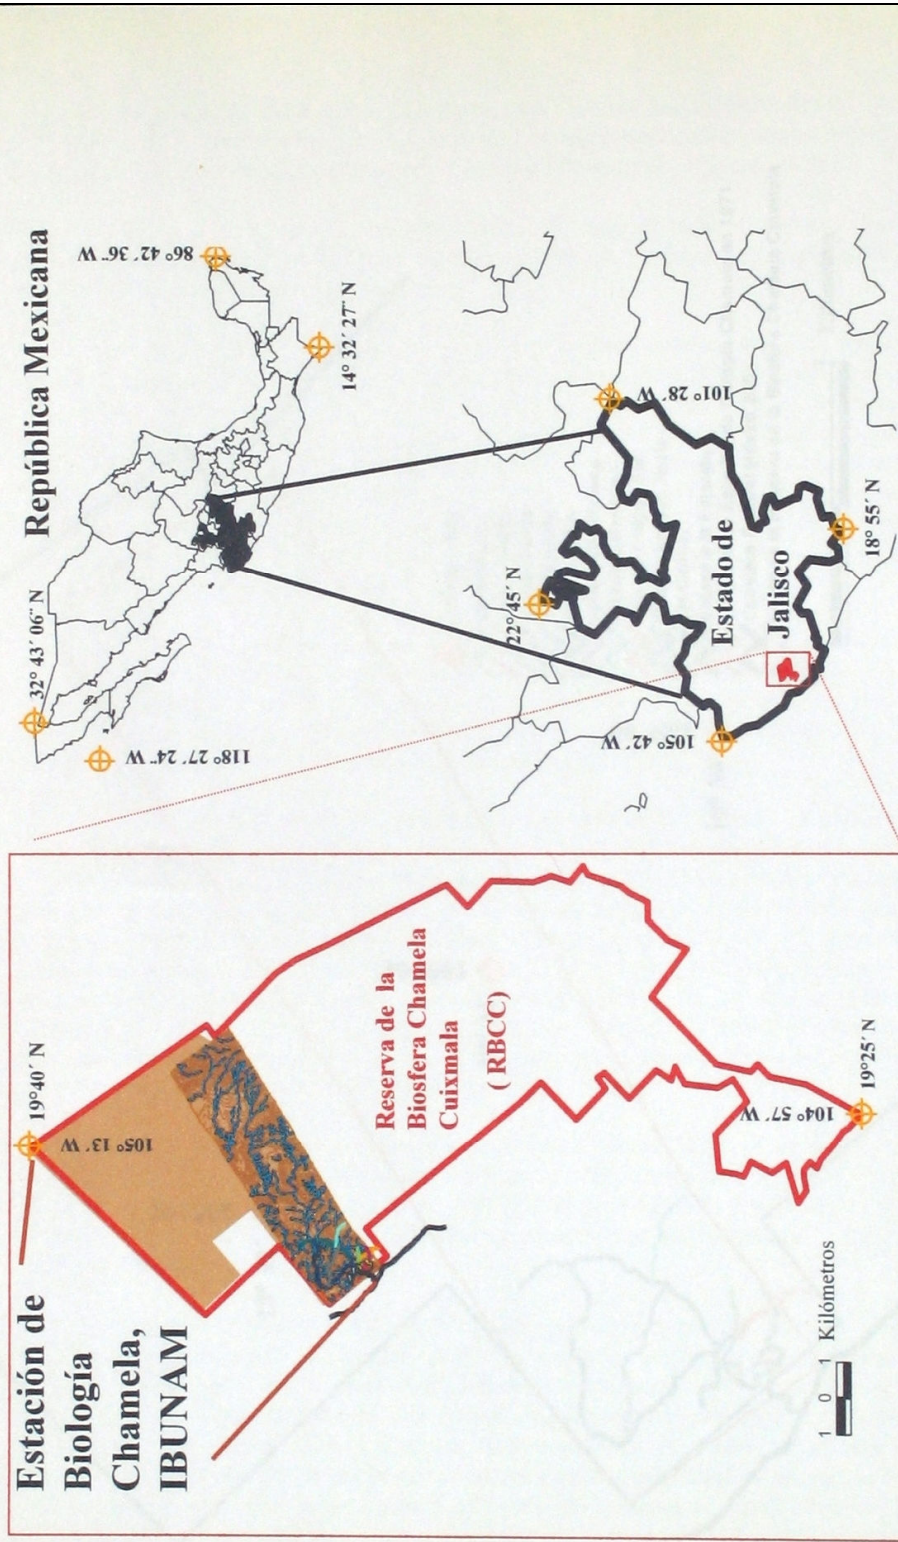 Estación de
Biología
Chamela,
IBUNAM
19°40´ N
105° 13´ W
Reserva de la
Biosfera Chamela
Cuixmala
( RBCC)
104° 57´ W
19°25´ N
1 0 1
Kilómetros
República Mexicana
32° 43´ 06¨ N
118° 27´ 24¨ W
86° 42´ 36¨ W
14° 32´ 27¨ N
22° 45´ N
105° 42´ W
101° 28´ W
Estado de
Jalisco
18° 55´ N